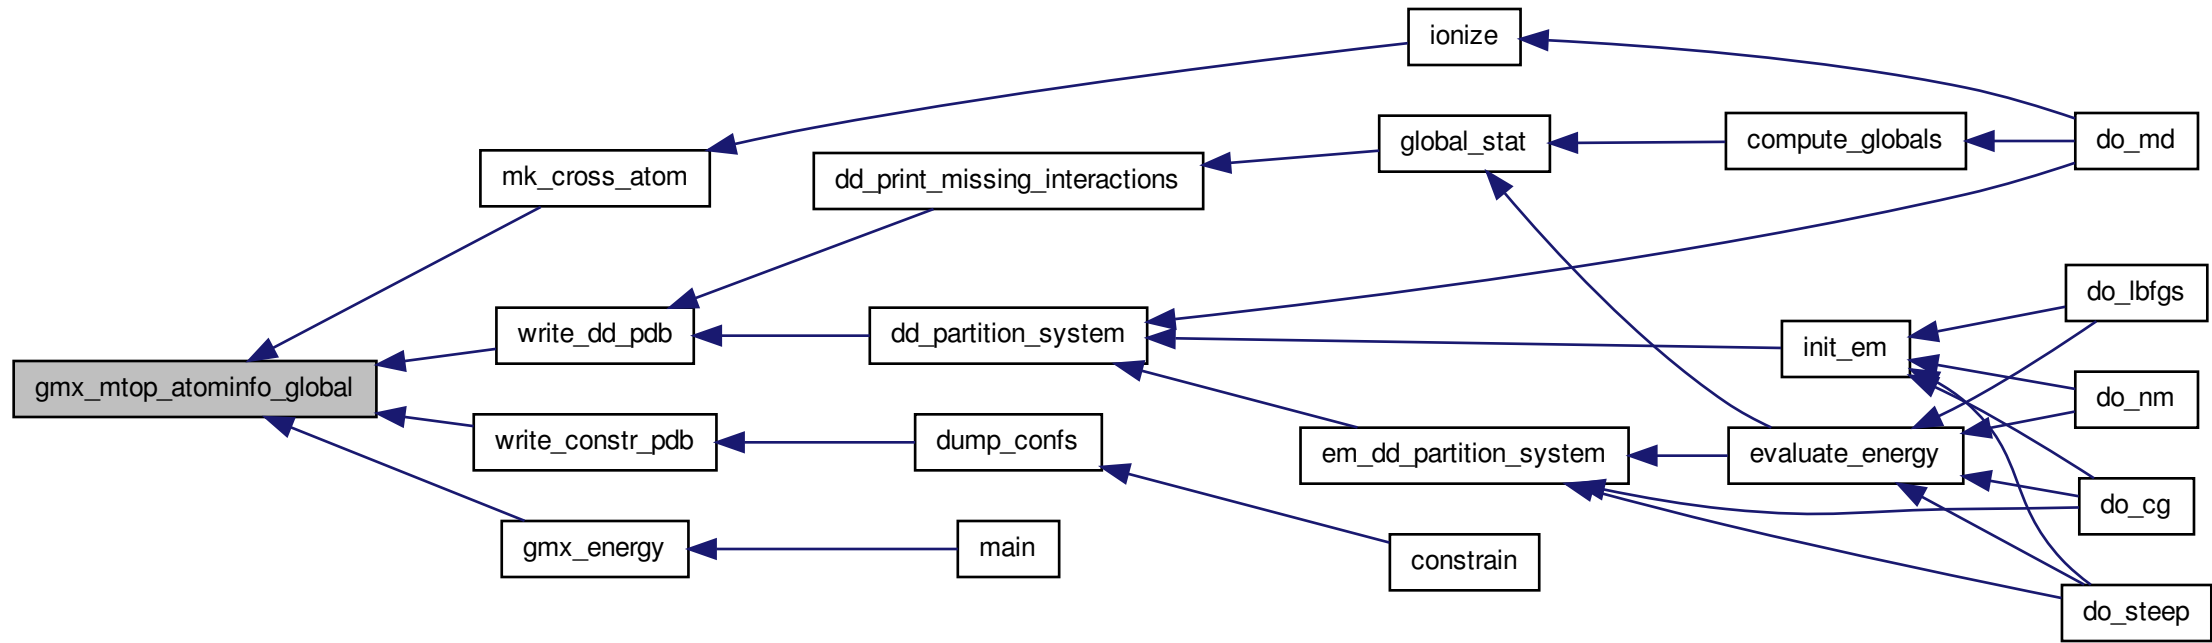 ionize
global_stat
compute_globals
do_md
mk_cross_atom
dd_print_missing_interactions
do_lbfgs
write_dd_pdb
dd_partition_system
init_em
gmx_mtop_atominfo_global
do_nm
write_constr_pdb
dump_confs
em_dd_partition_system
evaluate_energy
do_cg
gmx_energy
main
constrain
do_steep